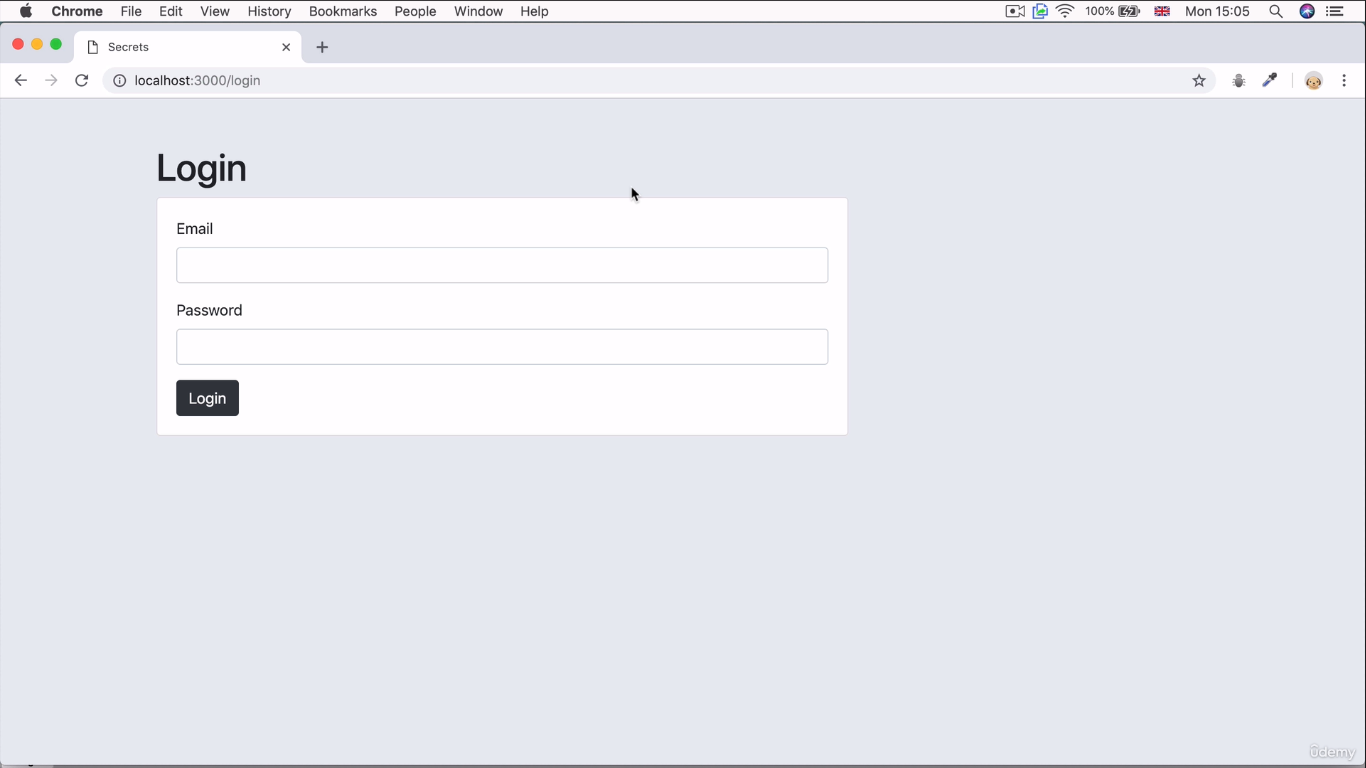 Chrome File Edit View History Bookmarks People Window Help 100% Mon 15:05
Secrets
localhost:3000/login
Login
Email
Password
Login
ûdemy